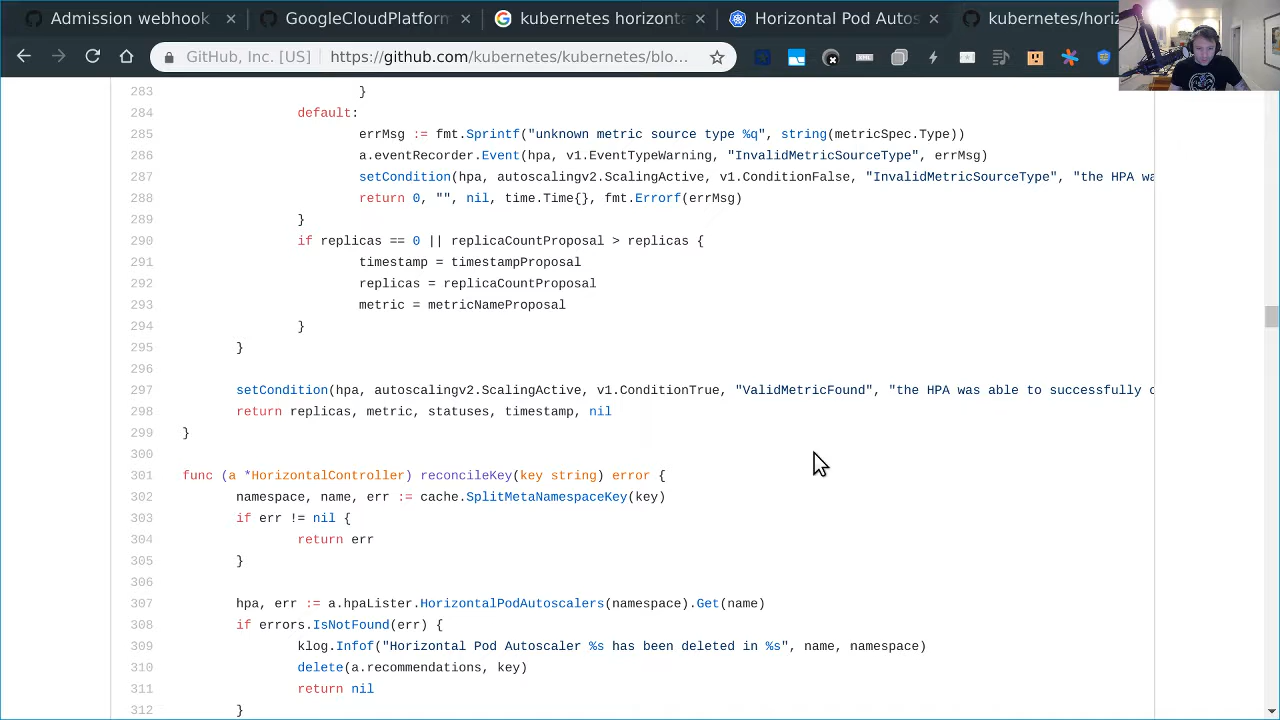 Admission webhook ×
GoogleCloudPlatform ×
kubernetes horizont ×
Horizontal Pod Autos ×
kubernetes/horiz
GitHub, Inc. [US] https://github.com/kubernetes/kubernetes/blo...
283 }
284 default:
285 errMsg := fmt.Sprintf("unknown metric source type %q", string(metricSpec.Type))
286 a.eventRecorder.Event(hpa, v1.EventTypeWarning, "InvalidMetricSourceType", errMsg)
287 setCondition(hpa, autoscalingv2.ScalingActive, v1.ConditionFalse, "InvalidMetricSourceType", "the HPA wa
288 return 0, "", nil, time.Time{}, fmt.Errorf(errMsg)
289 }
290 if replicas == 0 || replicaCountProposal > replicas {
291 timestamp = timestampProposal
292 replicas = replicaCountProposal
293 metric = metricNameProposal
294 }
295 }
296
297 setCondition(hpa, autoscalingv2.ScalingActive, v1.ConditionTrue, "ValidMetricFound", "the HPA was able to successfully c
298 return replicas, metric, statuses, timestamp, nil
299 }
300
301 func (a *HorizontalController) reconcileKey(key string) error {
302 namespace, name, err := cache.SplitMetaNamespaceKey(key)
303 if err != nil {
304 return err
305 }
306
307 hpa, err := a.hpaLister.HorizontalPodAutoscalers(namespace).Get(name)
308 if errors.IsNotFound(err) {
309 klog.Infof("Horizontal Pod Autoscaler %s has been deleted in %s", name, namespace)
310 delete(a.recommendations, key)
311 return nil
312 }